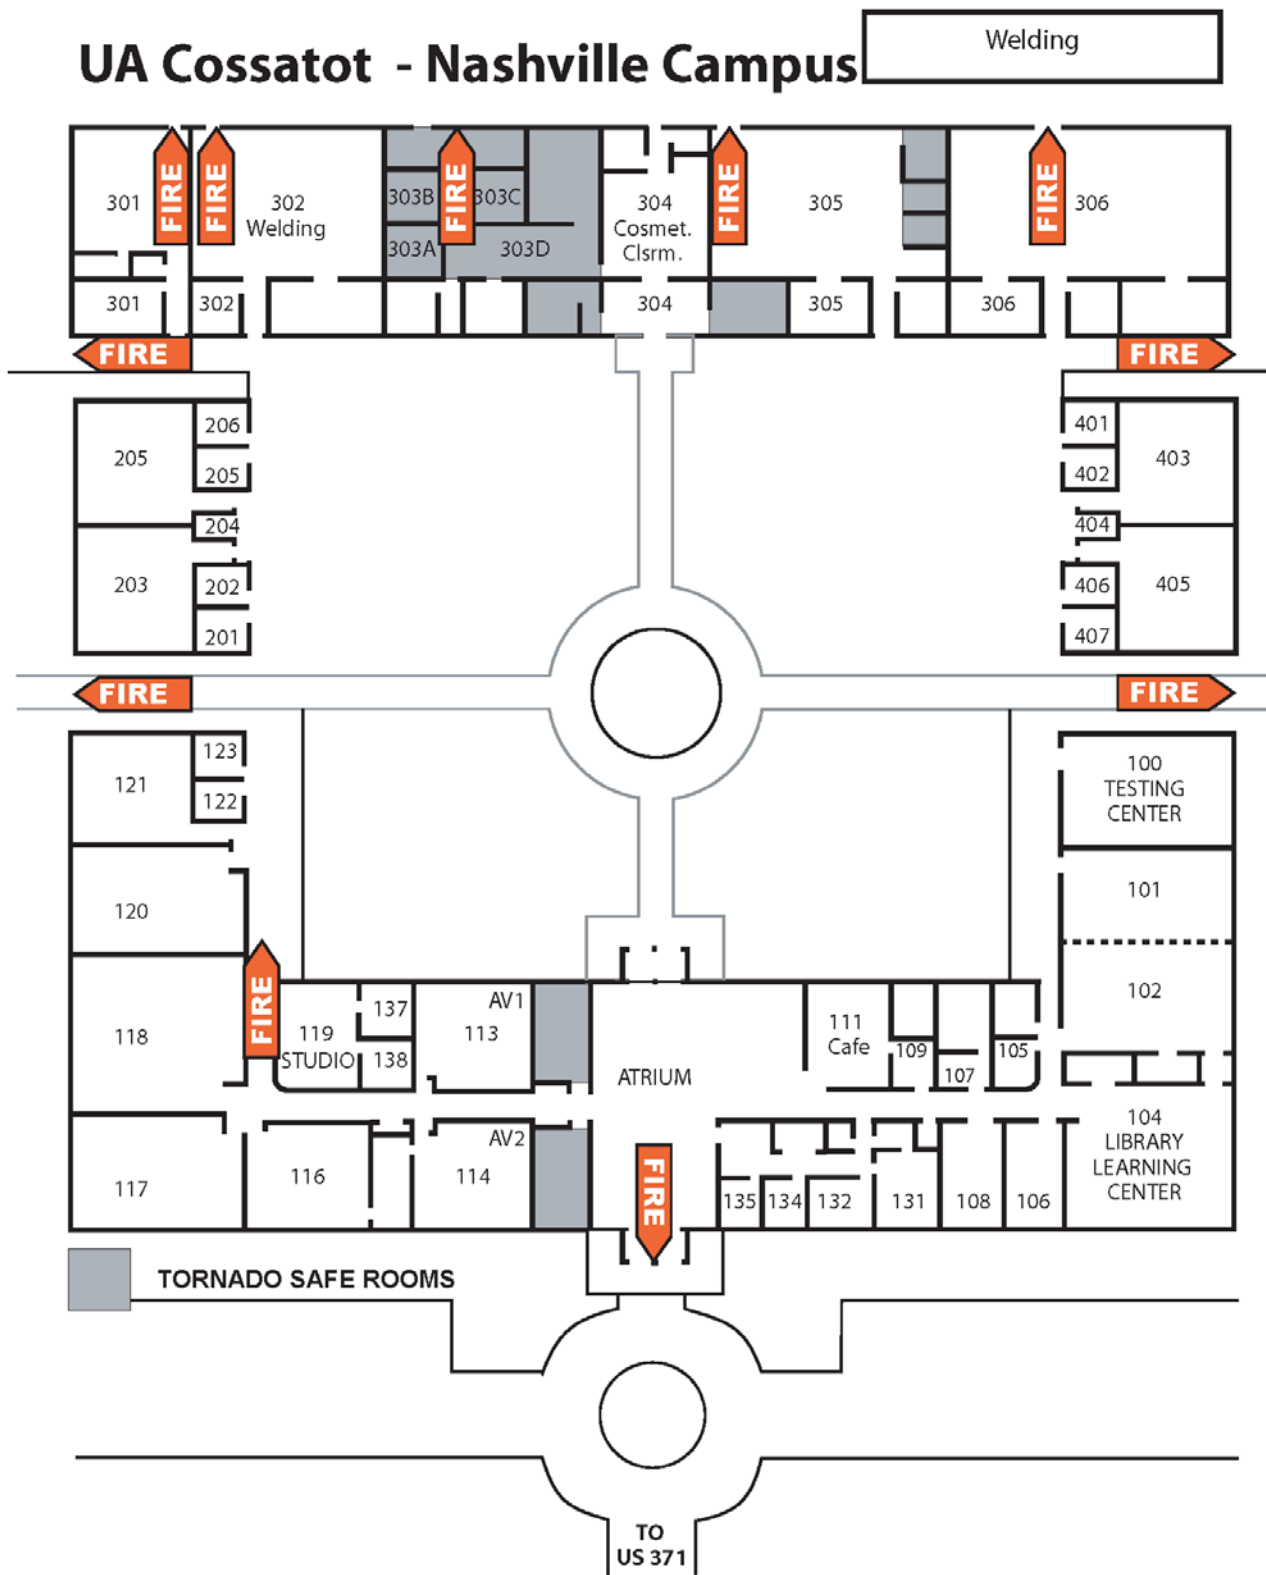 UA Cossatot - Nashville Campus
Welding
301
FIRE
FIRE
302
Welding
303B
FIRE
303C
303A
303D
304
Cosmet.
Clsrm.
FIRE
305
FIRE
306
301
302
304
305
306
FIRE
FIRE
206
205
205
204
203
202
201
401
402
403
404
406
405
407
FIRE
FIRE
123
121
122
120
118
FIRE
119
STUDIO
137
138
AV1
113
ATRIUM
111
Cafe
109
107
105
100
TESTING
CENTER
101
102
104
LIBRARY
LEARNING
CENTER
117
116
AV2
114
FIRE
135
134
132
131
108
106
TORNADO SAFE ROOMS
TO
US 371